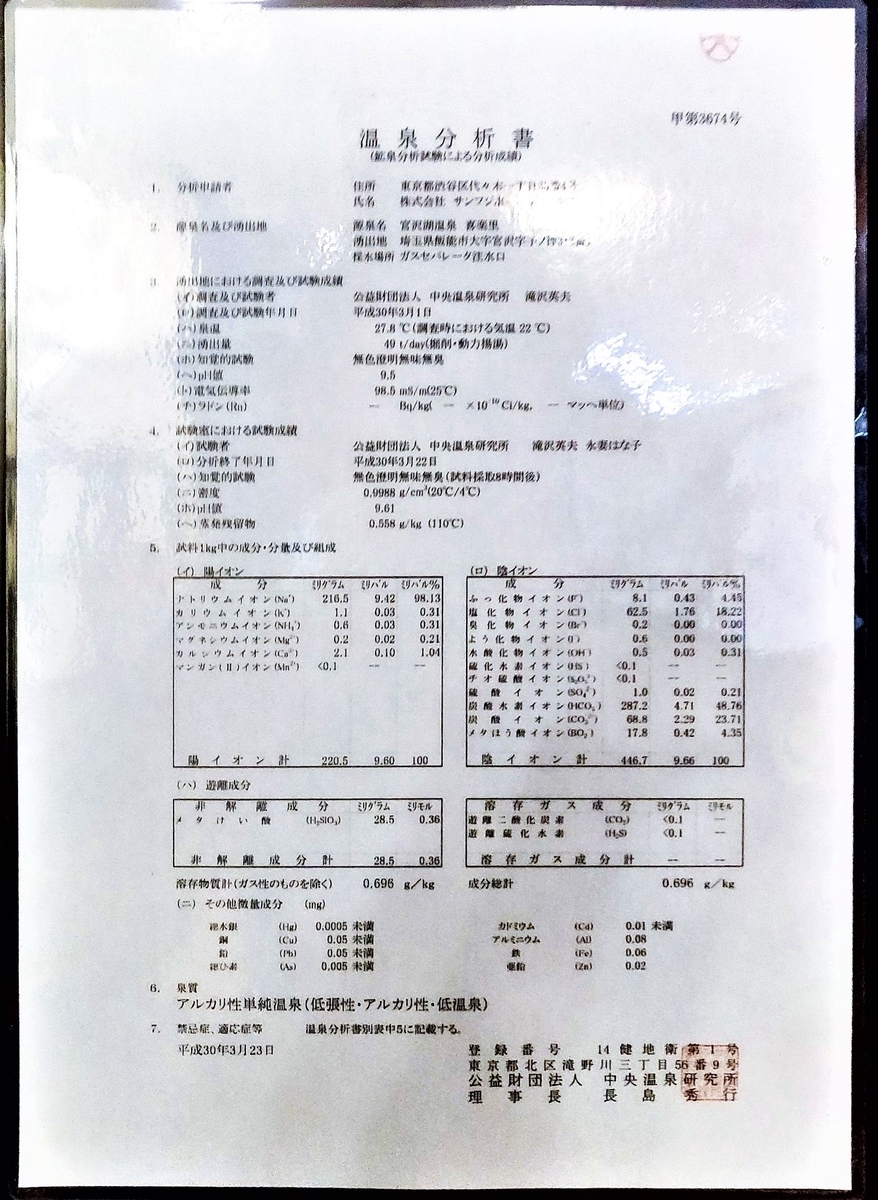 甲第3674号
温泉分析書
(鉱泉分析試験による分析成績)
1. 分析申請者 住所 東京都渋谷区代々木一丁目
氏名 株式会社 サンフジ
2. 源泉名及び湧出地 源泉名 宮沢湖温泉 喜楽里
湧出地 埼玉県飯能市大字宮沢字
採水場所 ガスセパレータ注水口
3. 湧出地における調査及び試験成績
(イ)調査及び試験者 公益財団法人 中央温泉研究所 滝沢英夫
(ロ)調査及び試験年月日 平成30年3月1日
(ハ)泉温 27.8 ℃(調査時における気温 22 ℃)
(ニ)湧出量 49 t/day(掘削・動力揚湯)
(ホ)知覚的試験 無色澄明無味無臭
(ヘ)pH値 9.5
(ト)電気伝導率 98.5 mS/m(25℃)
(チ)ラドン(Rn) — Bq/kg( — ×10⁻¹⁰ Ci/kg, — マッヘ単位)
4. 試験室における試験成績
(イ)試験者 公益財団法人 中央温泉研究所 滝沢英夫 永妻はな子
(ロ)分析終了年月日 平成30年3月22日
(ハ)知覚的試験 無色澄明無味無臭(試料採取8時間後)
(ニ)密度 0.9988 g/cm³(20℃/4℃)
(ホ)pH値 9.61
(ヘ)蒸発残留物 0.558 g/kg (110℃)
5. 試料1kg中の成分・分量及び組成
(イ) 陽イオン
成分 ミリグラム ミリバル ミリバル%
ナトリウムイオン(Na⁺) 216.5 9.42 98.13
カリウムイオン(K⁺) 1.1 0.03 0.31
アンモニウムイオン(NH₄⁺) 0.6 0.03 0.31
マグネシウムイオン(Mg²⁺) 0.2 0.02 0.21
カルシウムイオン(Ca²⁺) 2.1 0.10 1.04
マンガン(Ⅱ)イオン(Mn²⁺) <0.1 — —
陽イオン計 220.5 9.60 100
(ロ) 陰イオン
成分 ミリグラム ミリバル ミリバル%
ふっ化物イオン(F⁻) 8.1 0.43 4.45
塩化物イオン(Cl⁻) 62.5 1.76 18.22
臭化物イオン(Br⁻) 0.2 0.00 0.00
よう化物イオン(I⁻) 0.6 0.00 0.00
水酸化物イオン(OH⁻) 0.5 0.03 0.31
硫化水素イオン(HS⁻) <0.1 — —
チオ硫酸イオン(S₂O₃²⁻) <0.1 — —
硫酸イオン(SO₄²⁻) 1.0 0.02 0.21
炭酸水素イオン(HCO₃⁻) 287.2 4.71 48.76
炭酸イオン(CO₃²⁻) 68.8 2.29 23.71
メタほう酸イオン(BO₂⁻) 17.8 0.42 4.35
陰イオン計 446.7 9.66 100
(ハ) 遊離成分
非解離成分 ミリグラム ミリモル
メタけい酸 (H₂SiO₃) 28.5 0.36
非解離成分計 28.5 0.36
溶存ガス成分 ミリグラム ミリモル
遊離二酸化炭素 (CO₂) <0.1 —
遊離硫化水素 (H₂S) <0.1 —
溶存ガス成分計 — —
溶存物質計(ガス性のものを除く) 0.696 g/kg 成分総計 0.696 g/kg
(ニ) その他微量成分 (mg)
総水銀 (Hg) 0.0005 未満 カドミウム (Cd) 0.01 未満
銅 (Cu) 0.05 未満 アルミニウム (Al) 0.08
鉛 (Pb) 0.05 未満 鉄 (Fe) 0.06
総ひ素 (As) 0.005 未満 亜鉛 (Zn) 0.02
6. 泉質
アルカリ性単純温泉(低張性・アルカリ性・低温泉)
7. 禁忌症、適応症等 温泉分析書別表中5に記載する。
平成30年3月23日
登録番号 14 健地衛第1号
東京都北区滝野川三丁目56番9号
公益財団法人 中央温泉研究所
理事長 長島秀行